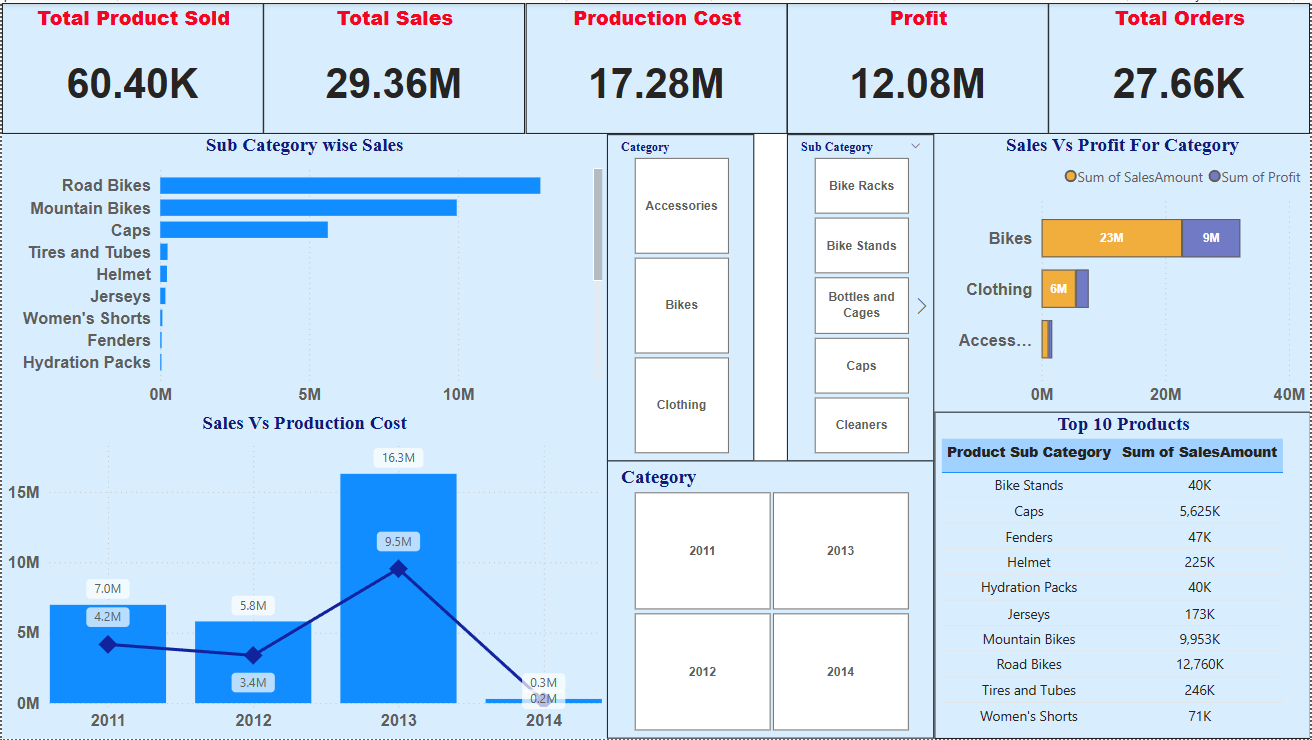 Total Product Sold
60.40K
Total Sales
29.36M
Production Cost
17.28M
Profit
12.08M
Total Orders
27.66K
Sub Category wise Sales
Road Bikes
Mountain Bikes
Caps
Tires and Tubes
Helmet
Jerseys
Women's Shorts
Fenders
Hydration Packs
0M 5M 10M
Category
Accessories
Bikes
Clothing
Sub Category
Bike Racks
Bike Stands
Bottles and
Cages
Caps
Cleaners
Sales Vs Profit For Category
Sum of SalesAmount Sum of Profit
Bikes 23M 9M
Clothing 6M
Access...
0M 20M 40M
Sales Vs Production Cost
15M
10M
5M
0M
7.0M
4.2M
5.8M
3.4M
16.3M
9.5M
0.3M
0.2M
2011 2012 2013 2014
Category
2011 2013
2012 2014
Top 10 Products
Product Sub Category Sum of SalesAmount
Bike Stands 40K
Caps 5,625K
Fenders 47K
Helmet 225K
Hydration Packs 40K
Jerseys 173K
Mountain Bikes 9,953K
Road Bikes 12,760K
Tires and Tubes 246K
Women's Shorts 71K